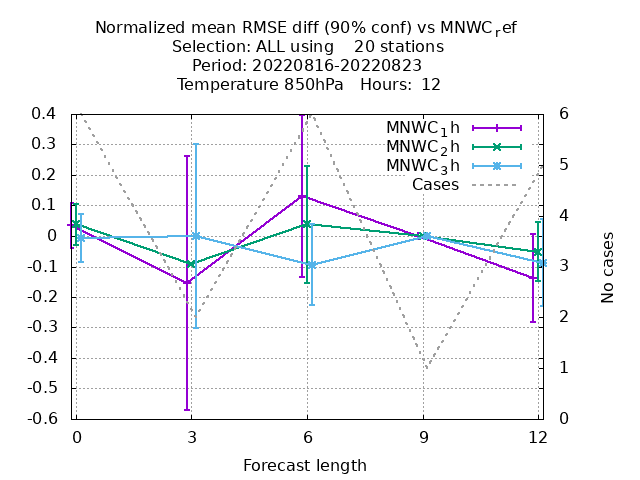 Normalized mean RMSE diff (90% conf) vs MNWC_ref
Selection: ALL using    20 stations
Period: 20220816-20220823
Temperature 850hPa   Hours:  12
MNWC_1h
MNWC_2h
MNWC_3h
Cases
0.4
0.3
0.2
0.1
0
-0.1
-0.2
-0.3
-0.4
-0.5
-0.6
6
5
4
3
2
1
0
No cases
0 3 6 9 12
Forecast length